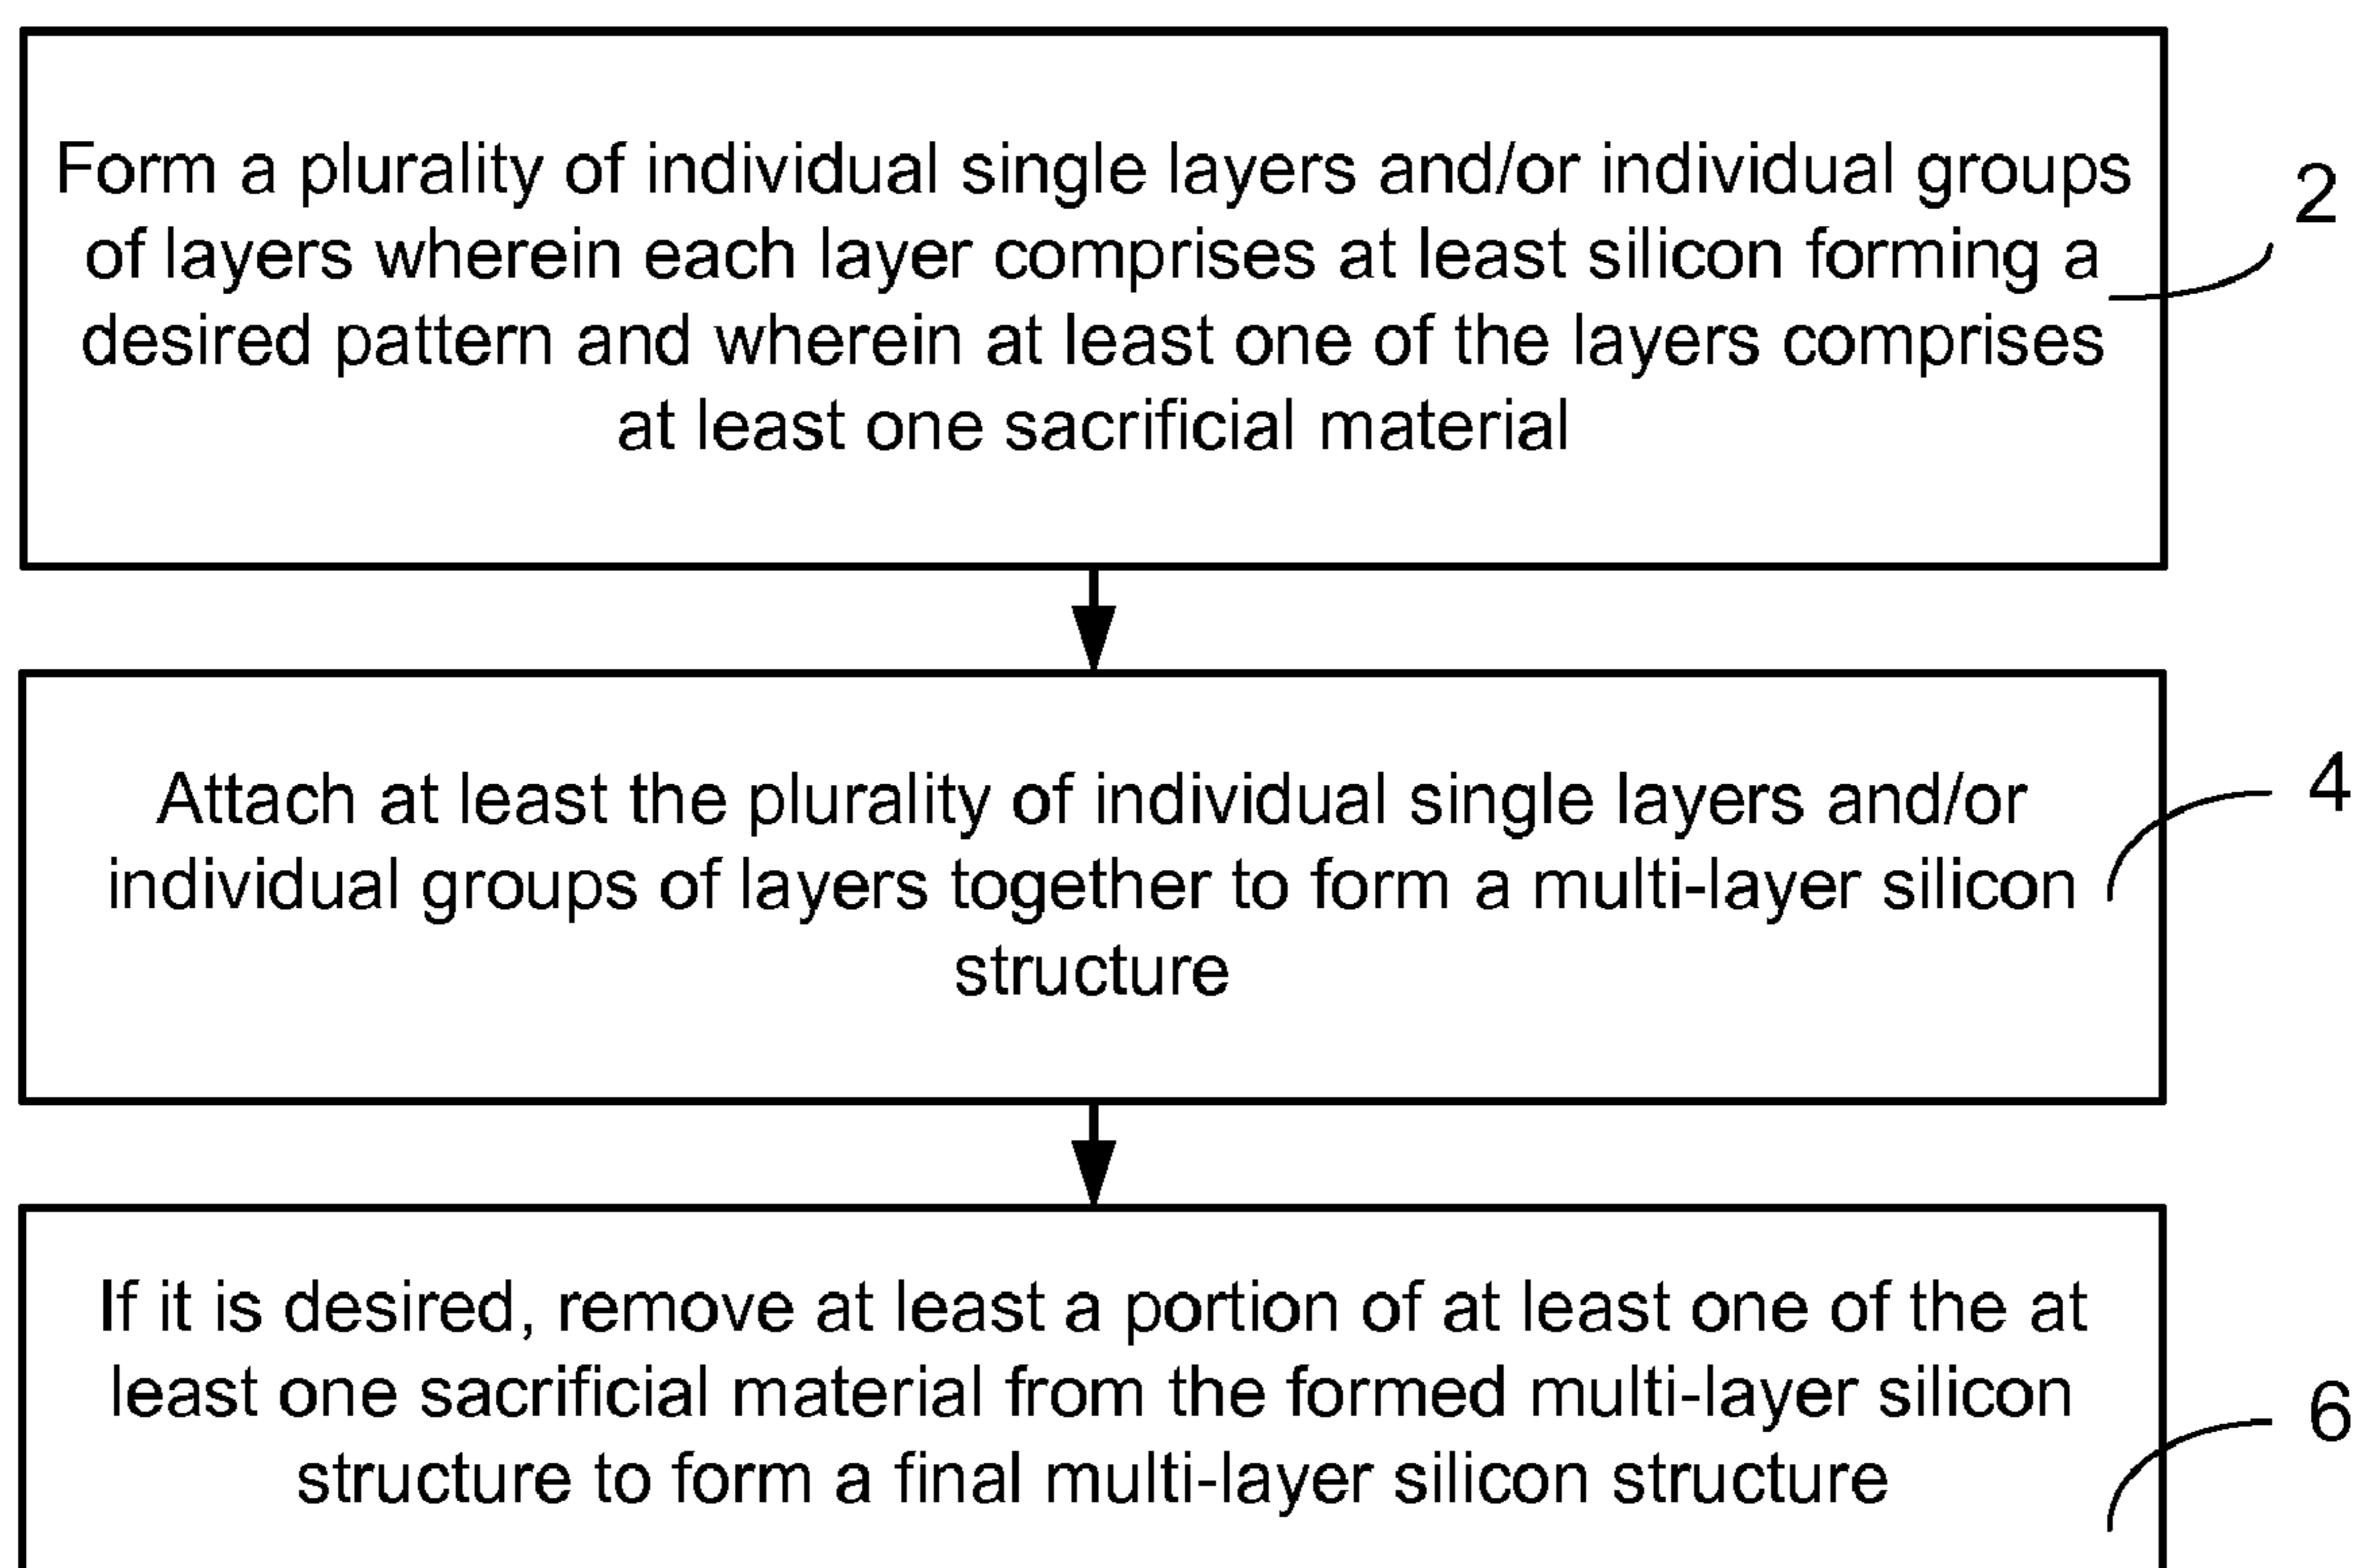 Form a plurality of individual single layers and/or individual groups
of layers wherein each layer comprises at least silicon forming a
desired pattern and wherein at least one of the layers comprises
at least one sacrificial material
2
Attach at least the plurality of individual single layers and/or
individual groups of layers together to form a multi-layer silicon
structure
4
If it is desired, remove at least a portion of at least one of the at
least one sacrificial material from the formed multi-layer silicon
structure to form a final multi-layer silicon structure
6